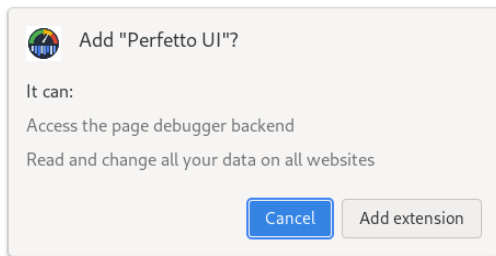 Add "Perfetto UI"?
It can:
Access the page debugger backend
Read and change all your data on all websites
Cancel
Add extension